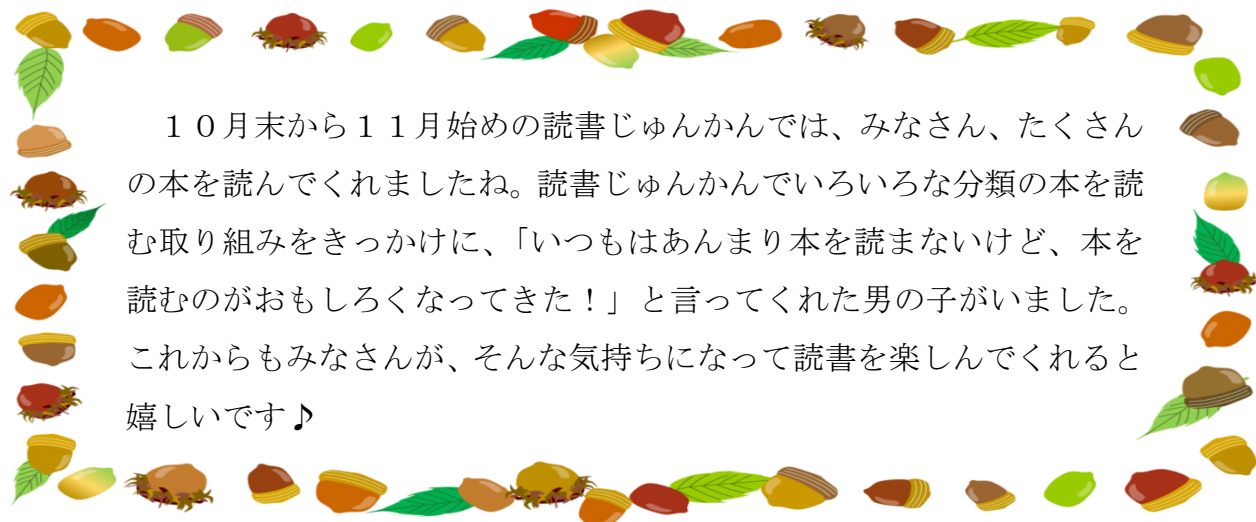 １０月末から１１月始めの読書じゅんかんでは、みなさん、たくさん
の本を読んでくれましたね。読書じゅんかんでいろいろな分類の本を読
む取り組みをきっかけに、「いつもはあんまり本を読まないけど、本を
読むのがおもしろくなってきた！」と言ってくれた男の子がいました。
これからもみなさんが、そんな気持ちになって読書を楽しんでくれると
嬉しいです♪